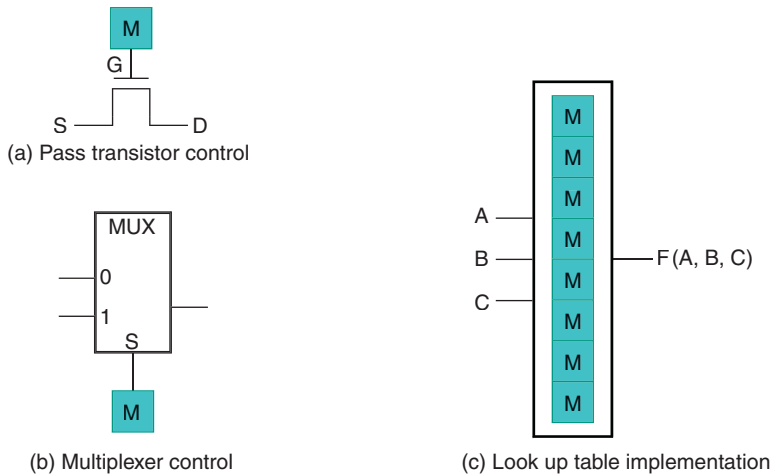 M
G
S
D
(a) Pass transistor control
MUX
0
1
S
M
(b) Multiplexer control
M
M
M
M
M
M
M
M
A
B
C
F (A, B, C)
(c) Look up table implementation